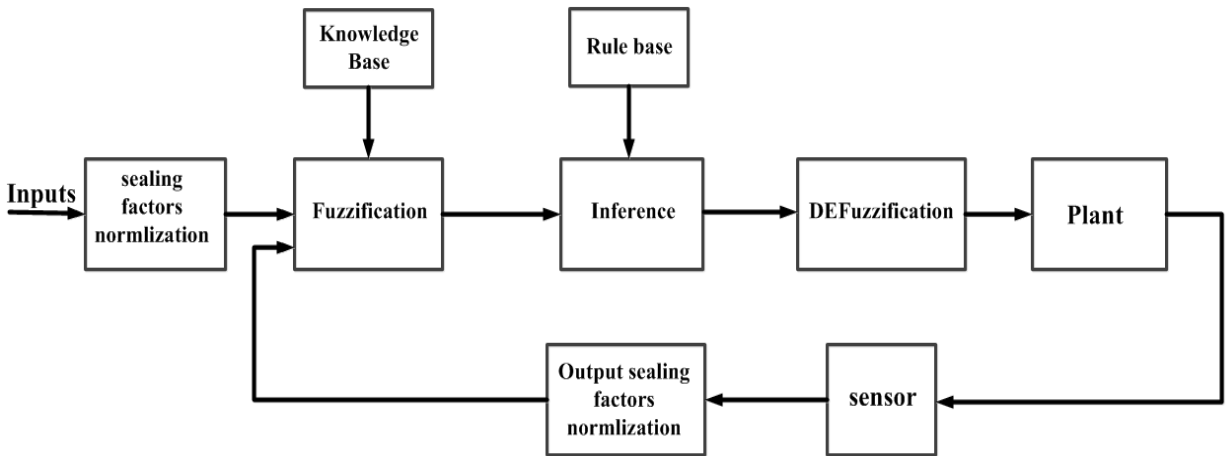 Knowledge
Base
Rule base
Inputs
sealing
factors
normlization
Fuzzification
Inference
DEFuzzification
Plant
Output sealing
factors
normlization
sensor